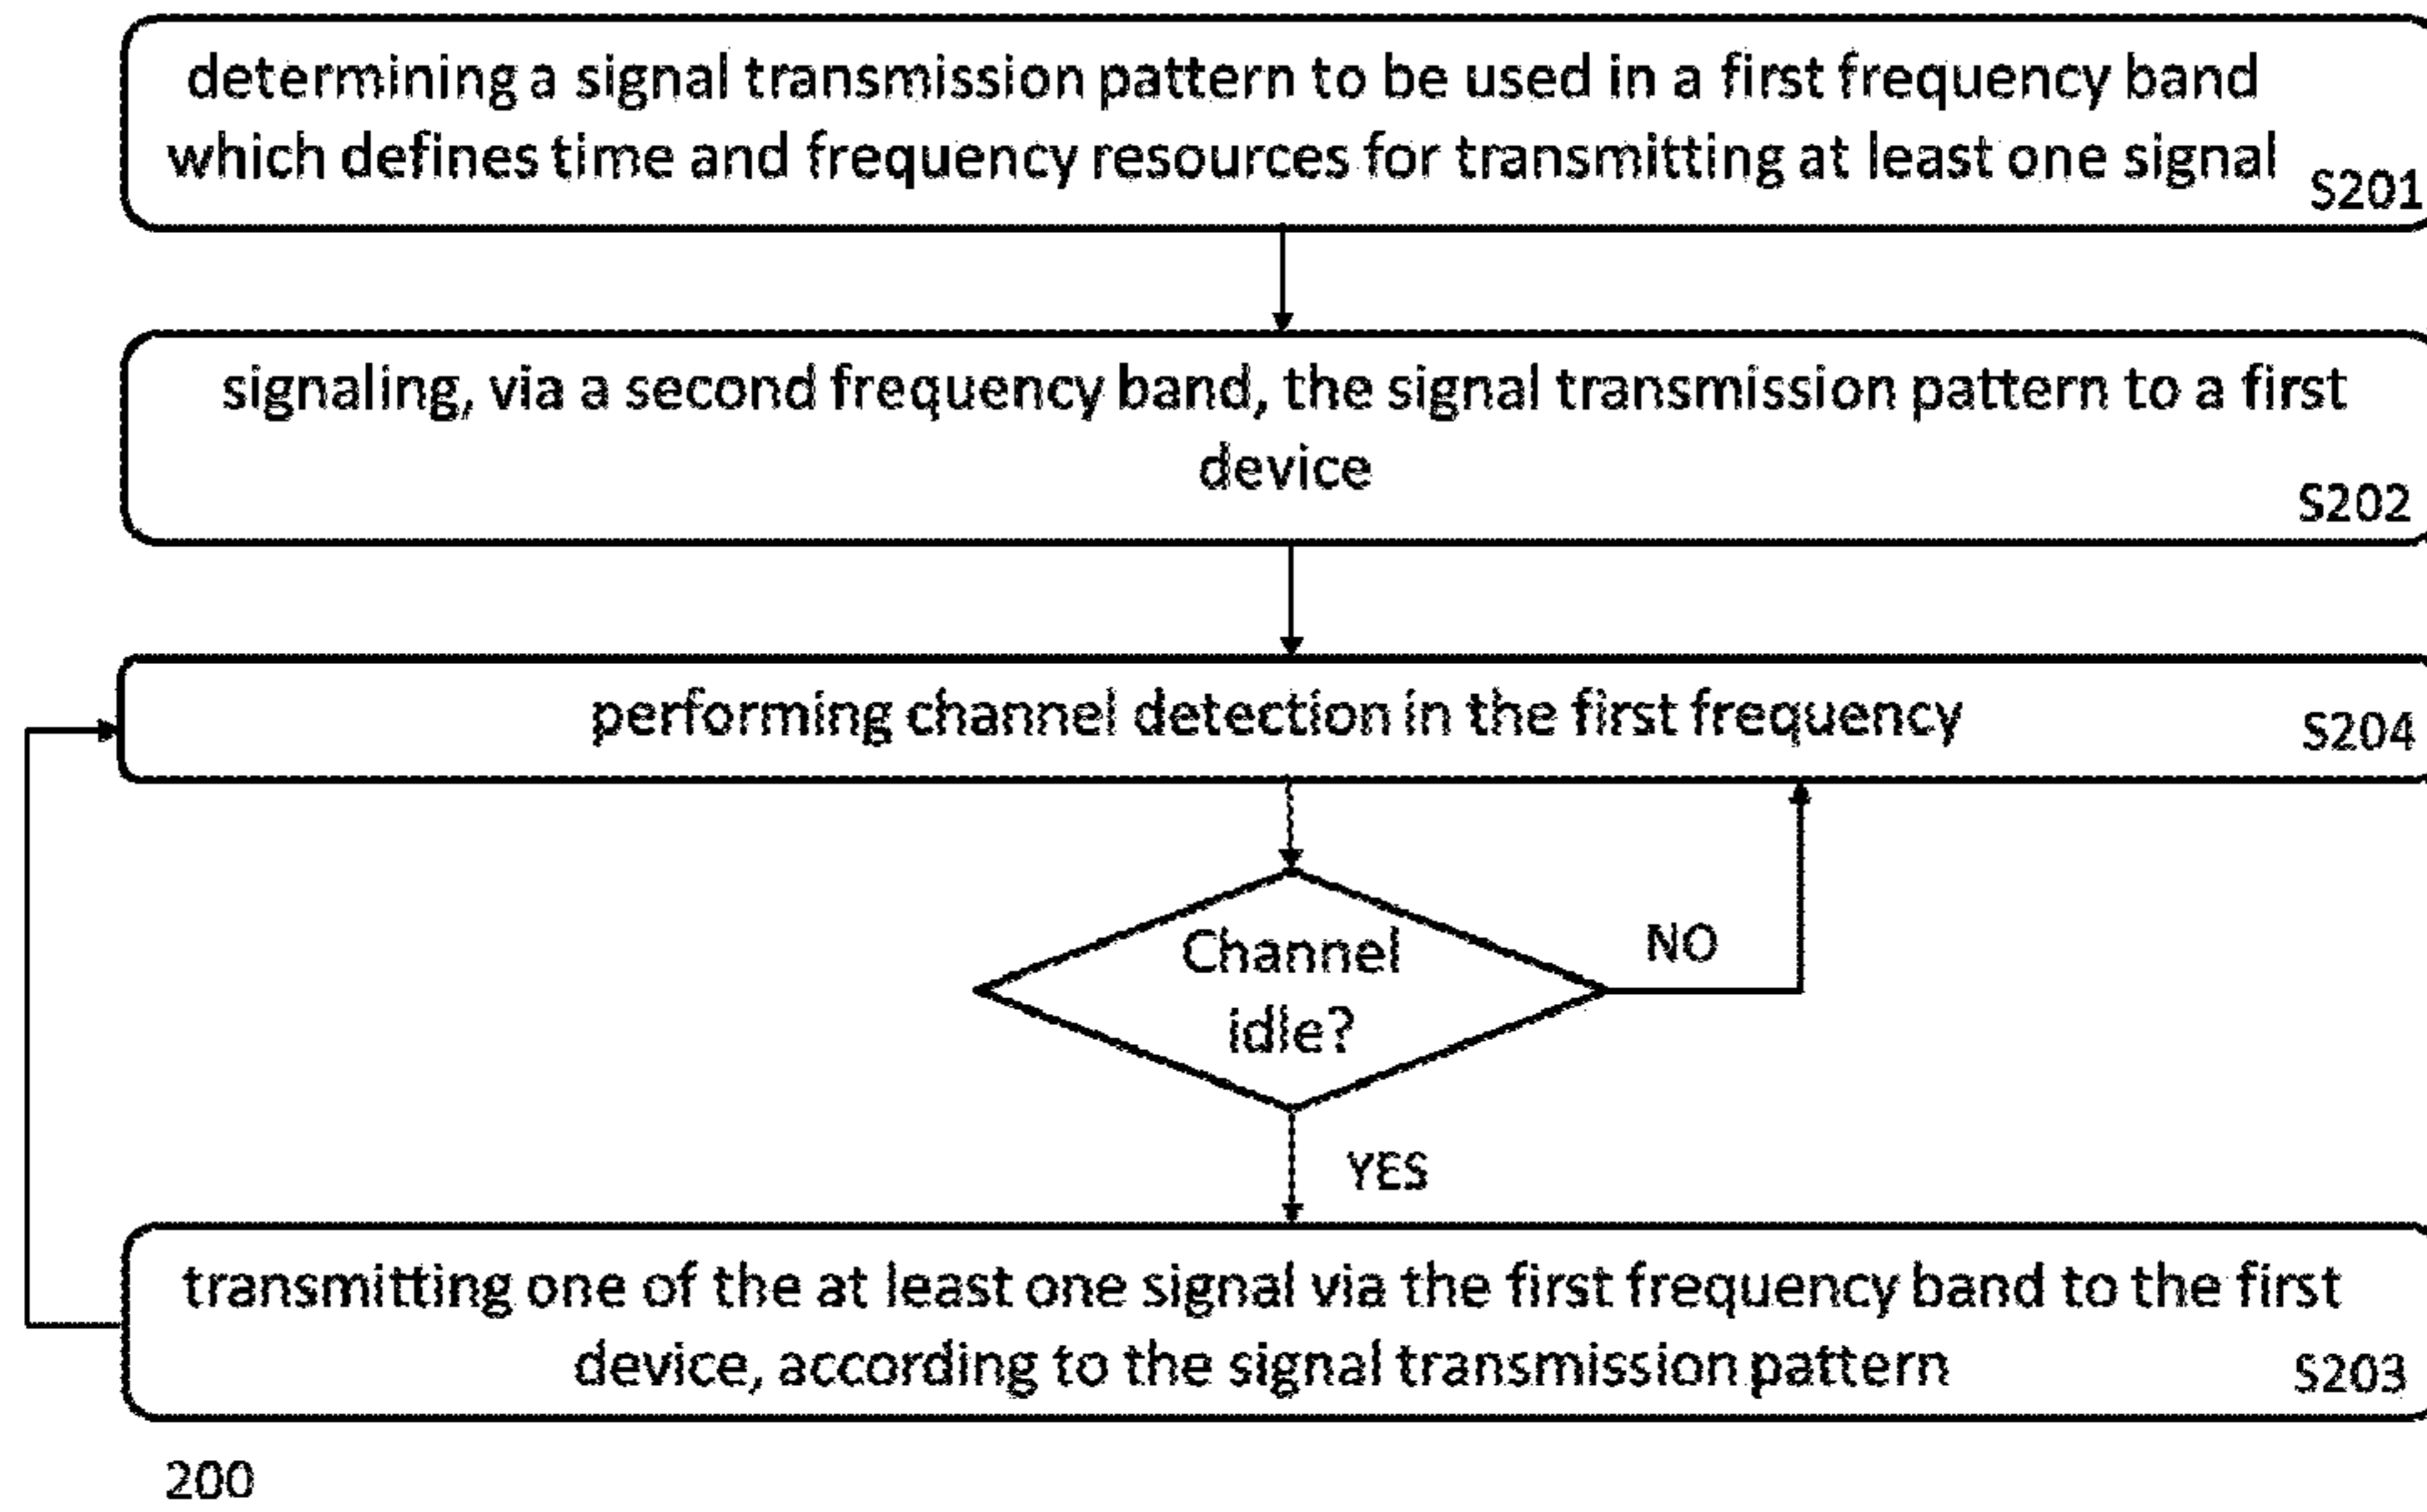 determining a signal transmission pattern to be used in a first frequency band
which defines time and frequency resources for transmitting at least one signal
S201
signaling, via a second frequency band, the signal transmission pattern to a first
device
S202
performing channel detection in the first frequency
S204
Channel
idle?
NO
YES
transmitting one of the at least one signal via the first frequency band to the first
device, according to the signal transmission pattern
S203
200